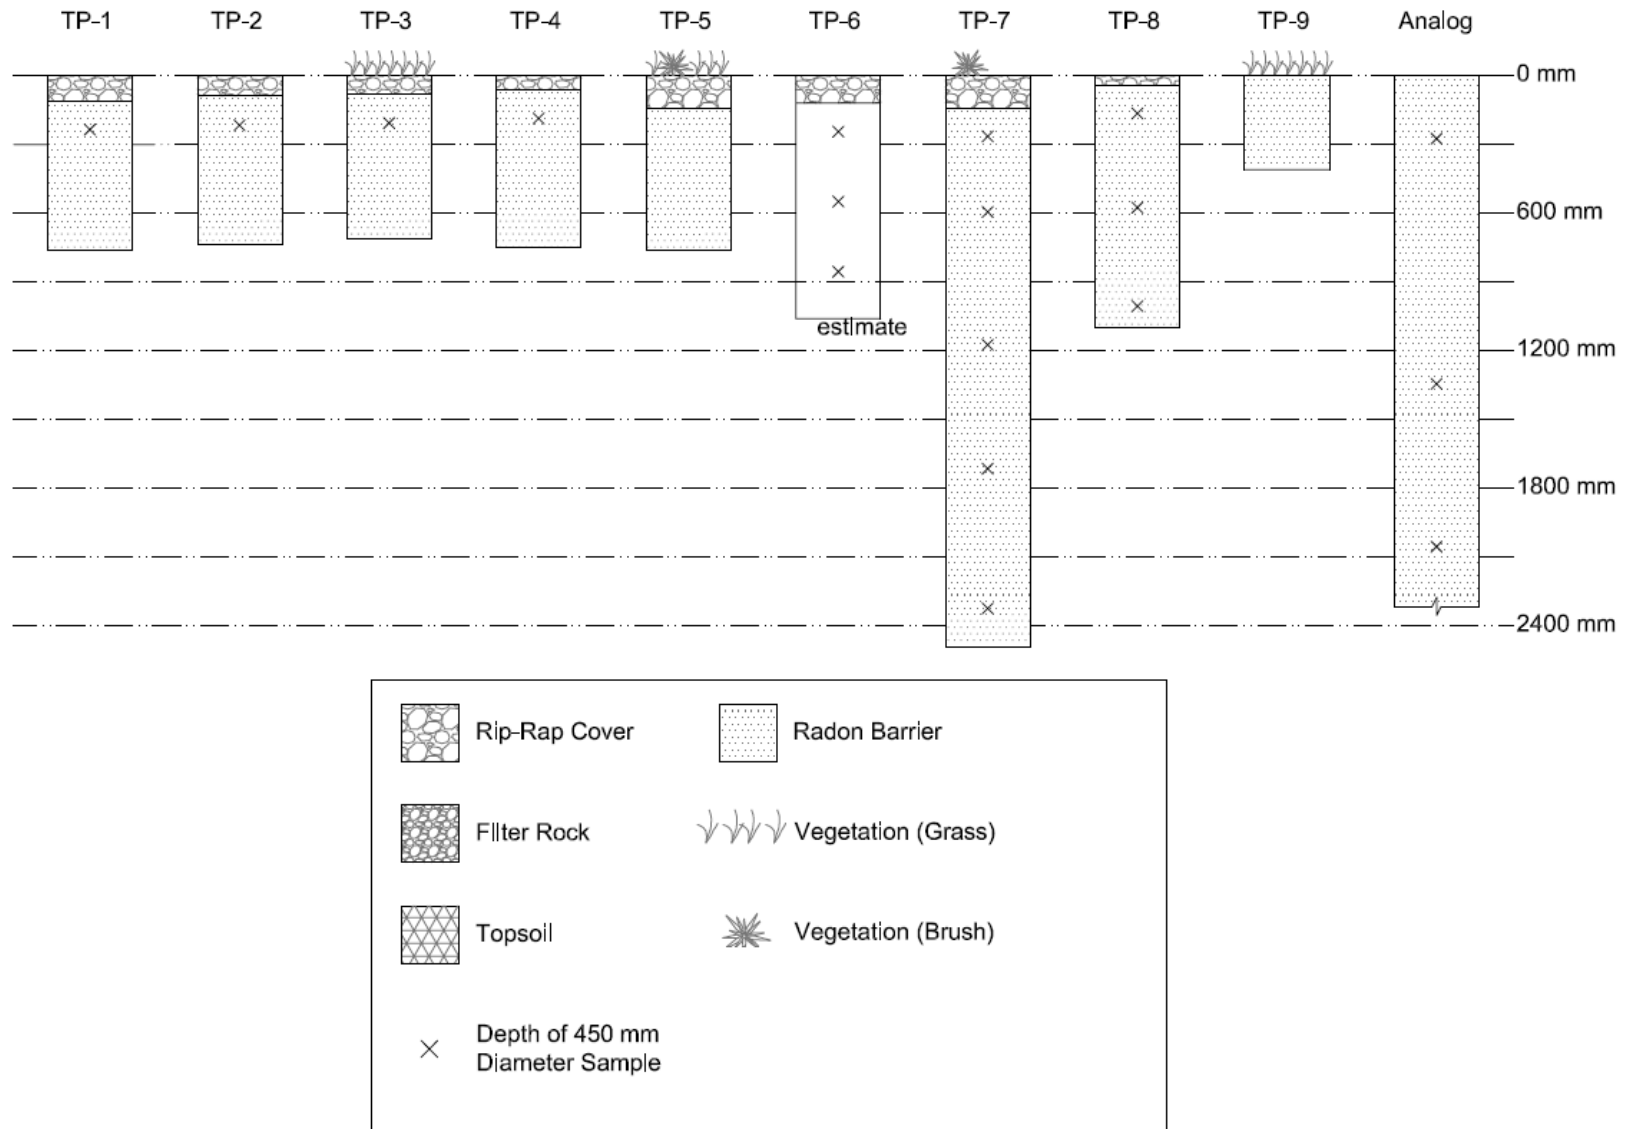 TP-1 TP-2 TP-3 TP-4 TP-5 TP-6 TP-7 TP-8 TP-9 Analog
0 mm
600 mm
estimate
1200 mm
1800 mm
2400 mm
Rip-Rap Cover
Radon Barrier
Filter Rock
Vegetation (Grass)
Topsoil
Vegetation (Brush)
Depth of 450 mm
Diameter Sample